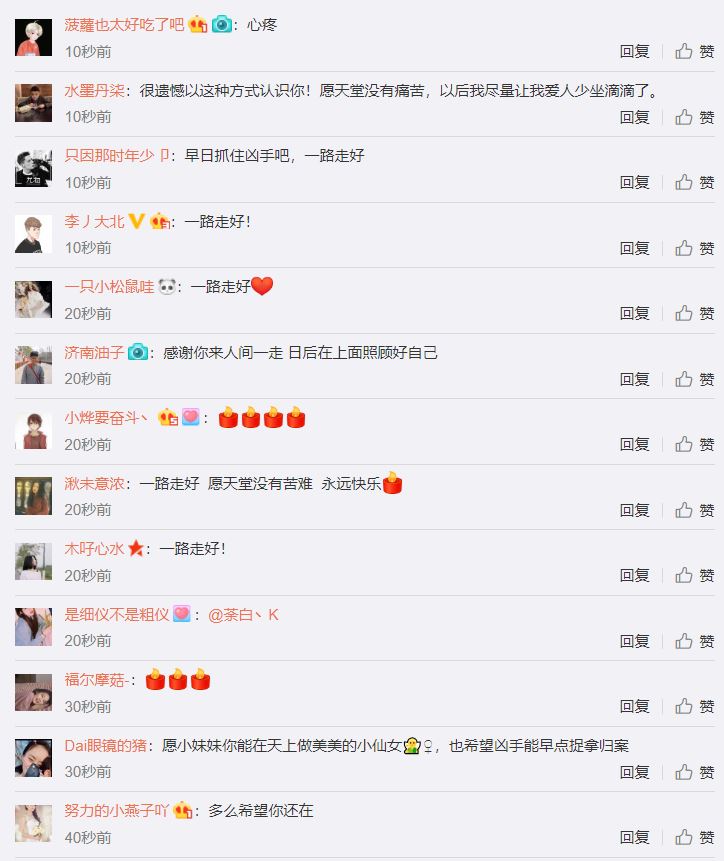 菠蘿也太好吃了吧：心疼
10秒前
回复 赞
水墨丹柒：很遗憾以这种方式认识你！愿天堂没有痛苦，以后我尽量让我爱人少坐滴滴了。
10秒前
回复 赞
只因那时年少卩：早日抓住凶手吧，一路走好
10秒前
回复 赞
李丿大北：一路走好！
10秒前
回复 赞
一只小松鼠哇：一路走好
20秒前
回复 赞
济南油子：感谢你来人间一走 日后在上面照顾好自己
20秒前
回复 赞
小烨要奋斗丶：
20秒前
回复 赞
湫未意浓：一路走好 愿天堂没有苦难 永远快乐
20秒前
回复 赞
木吇心水：一路走好！
20秒前
回复 赞
是细仪不是粗仪：@茶白丶K
20秒前
回复 赞
福尔摩菇-：
30秒前
回复 赞
Dai眼镜的猪：愿小妹妹你能在天上做美美的小仙女♀，也希望凶手能早点捉拿归案
30秒前
回复 赞
努力的小燕子吖：多么希望你还在
40秒前
回复 赞